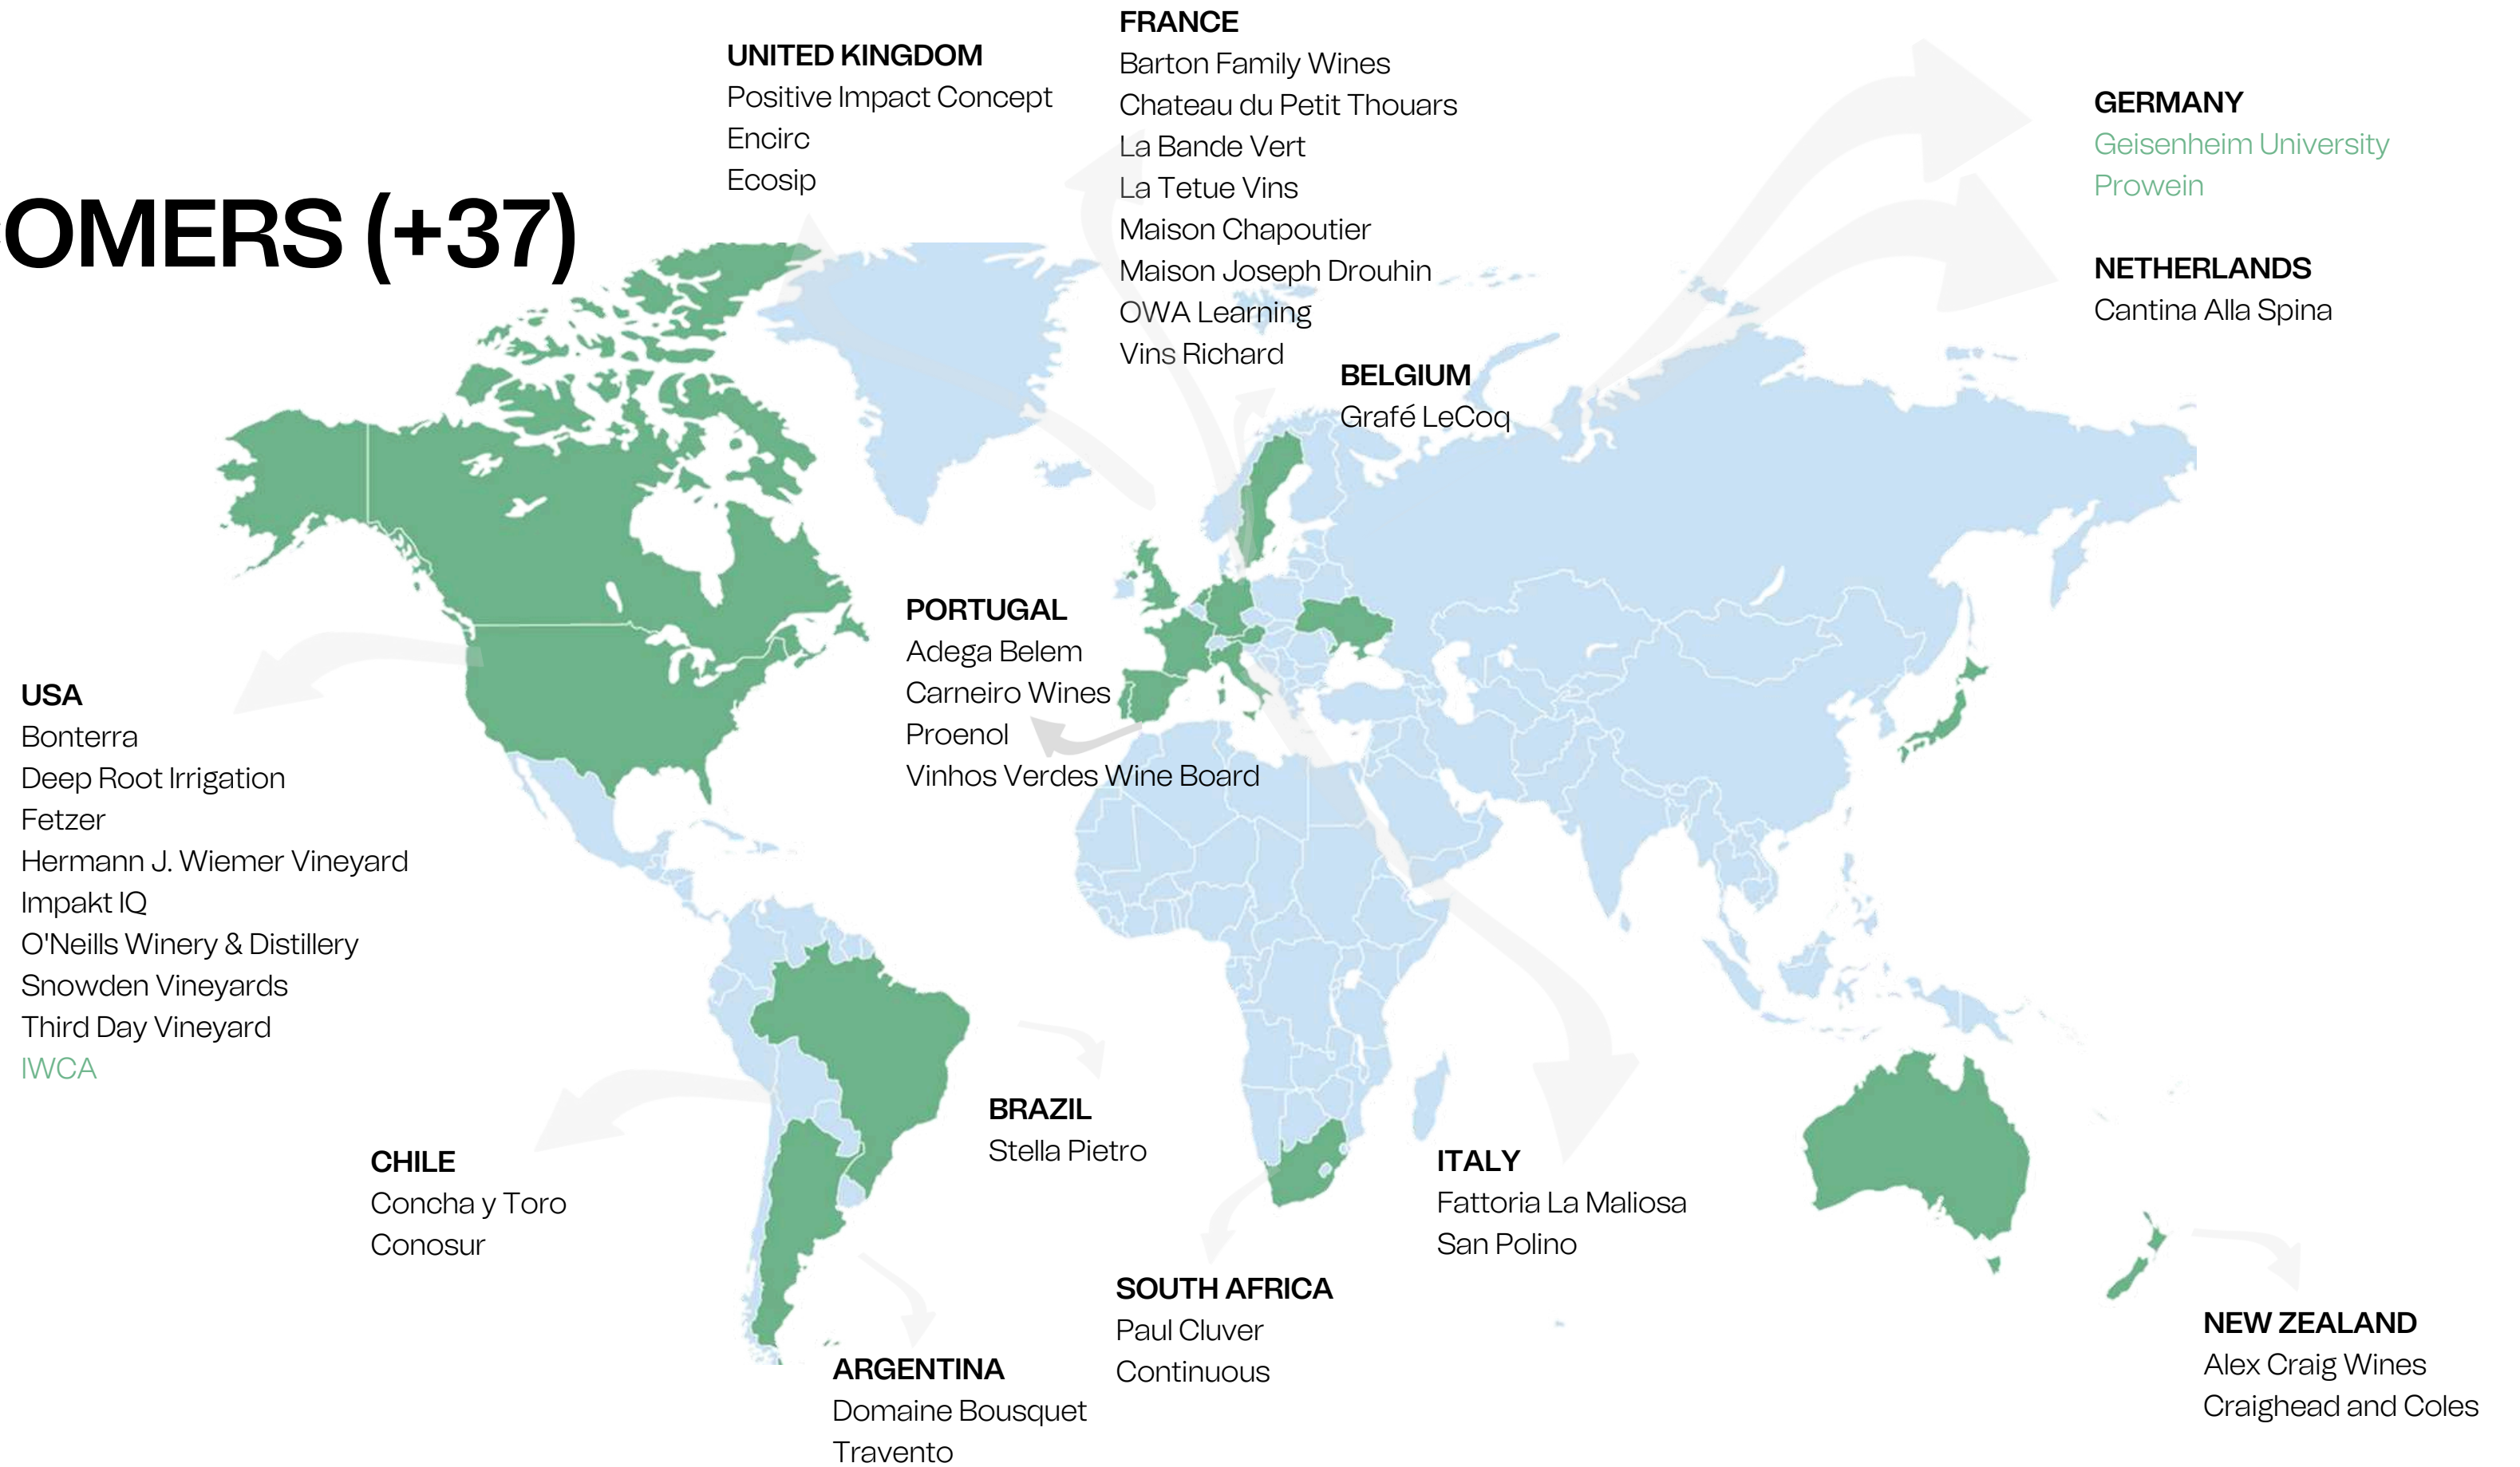 OMERS (+37)
UNITED KINGDOM
Positive Impact Concept
Encirc
Ecosip
FRANCE
Barton Family Wines
Chateau du Petit Thouars
La Bande Vert
La Tetue Vins
Maison Chapoutier
Maison Joseph Drouhin
OWA Learning
Vins Richard
BELGIUM
Grafé LeCoq
GERMANY
Geisenheim University
Prowein
NETHERLANDS
Cantina Alla Spina
PORTUGAL
Adega Belem
Carneiro Wines
Proenol
Vinhos Verdes Wine Board
USA
Bonterra
Deep Root Irrigation
Fetzer
Hermann J. Wiemer Vineyard
Impakt IQ
O'Neills Winery & Distillery
Snowden Vineyards
Third Day Vineyard
IWCA
CHILE
Concha y Toro
Conosur
BRAZIL
Stella Pietro
ARGENTINA
Domaine Bousquet
Travento
SOUTH AFRICA
Paul Cluver
Continuous
ITALY
Fattoria La Maliosa
San Polino
NEW ZEALAND
Alex Craig Wines
Craighead and Coles